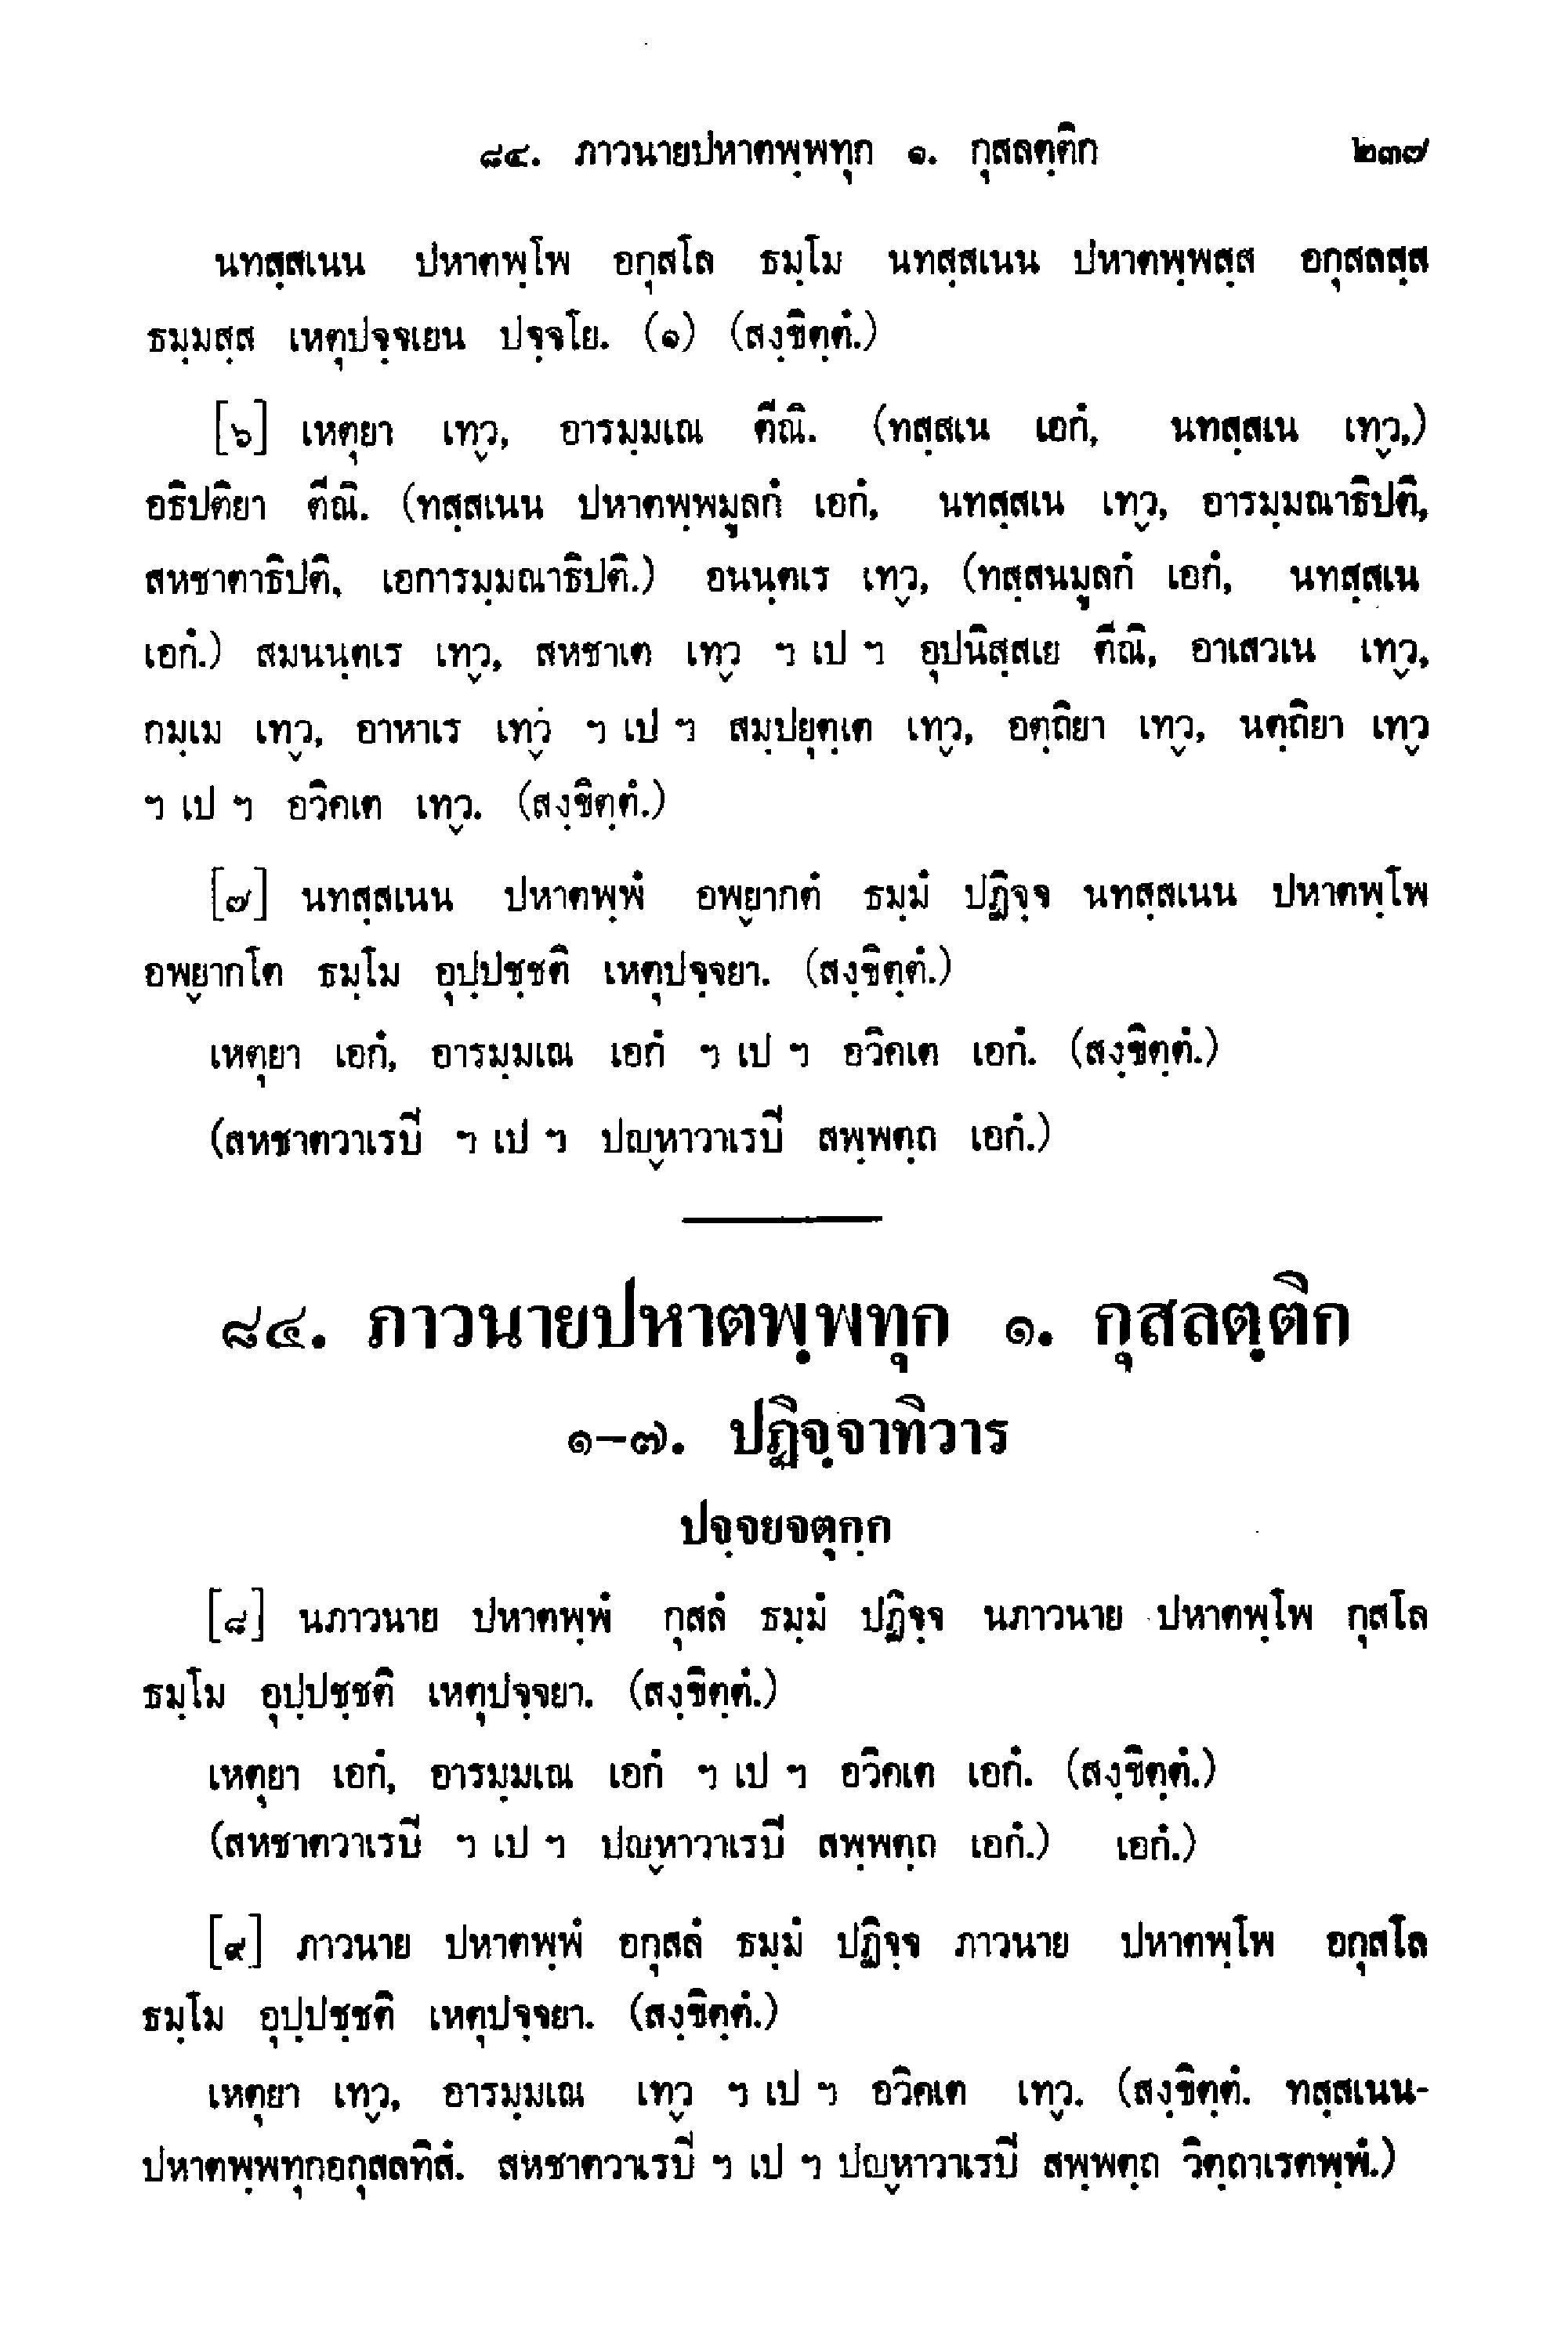 ๘๔. ภาวนายปหาตพฺพทุก ๑. กุสลตฺติก ๒๓๗
นทสฺสเนน ปหาตพฺโพ อกุสโล ธมฺโม นทสฺสเนน ปหาตพฺพสฺส อกุสลสฺส
ธมฺมสฺส เหตุปจฺจเยน ปจฺจโย. (๑) (สงฺขิตฺตํ.)
[๖] เหตุยา เทฺว, อารมฺมเณ ตีณิ. (ทสฺสเน เอกํ, นทสฺสเน เทฺว,)
อธิปติยา ตีณิ. (ทสฺสเนน ปหาตพฺพมูลกํ เอกํ, นทสฺสเน เทฺว, อารมฺมณาธิปติ,
สหชาตาธิปติ, เอการมฺมณาธิปติ.) อนนฺตเร เทฺว, (ทสฺสนมูลกํ เอกํ, นทสฺสเน
เอกํ.) สมนนฺตเร เทฺว, สหชาเต เทฺว ฯ เป ฯ อุปนิสฺสเย ตีณิ, อาเสวเน เทฺว,
กมฺเม เทฺว, อาหาเร เทฺว ฯ เป ฯ สมฺปยุตฺเต เทฺว, อตฺถิยา เทฺว, นตฺถิยา เทฺว
ฯ เป ฯ อวิคเต เทฺว. (สงฺขิตฺตํ.)
[๗] นทสฺสเนน ปหาตพฺพํ อพฺยากตํ ธมฺมํ ปฏิจฺจ นทสฺสเนน ปหาตพฺโพ
อพฺยากโต ธมฺโม อุปฺปชฺชติ เหตุปจฺจยา. (สงฺขิตฺตํ.)
เหตุยา เอกํ, อารมฺมเณ เอกํ ฯ เป ฯ อวิคเต เอกํ. (สงฺขิตฺตํ.)
(สหชาตวาเรปิ ฯ เป ฯ ปญฺหาวาเรปิ สพฺพตฺถ เอกํ.)
๘๔. ภาวนายปหาตพฺพทุก ๑. กุสลตฺติก
๑-๗. ปฏิจฺจาทิวาร
ปจฺจยจตุกฺก
[๘] นภาวนาย ปหาตพฺพํ กุสลํ ธมฺมํ ปฏิจฺจ นภาวนาย ปหาตพฺโพ กุสโล
ธมฺโม อุปฺปชฺชติ เหตุปจฺจยา. (สงฺขิตฺตํ.)
เหตุยา เอกํ, อารมฺมเณ เอกํ ฯ เป ฯ อวิคเต เอกํ. (สงฺขิตฺตํ.)
(สหชาตวาเรปิ ฯ เป ฯ ปญฺหาวาเรปิ สพฺพตฺถ เอกํ.) เอกํ.)
[๙] ภาวนาย ปหาตพฺพํ อกุสลํ ธมฺมํ ปฏิจฺจ ภาวนาย ปหาตพฺโพ อกุสโล
ธมฺโม อุปฺปชฺชติ เหตุปจฺจยา. (สงฺขิตฺตํ.)
เหตุยา เทฺว, อารมฺมเณ เทฺว ฯ เป ฯ อวิคเต เทฺว. (สงฺขิตฺตํ. ทสฺสเนน-
ปหาตพฺพทุกอกุสลทิสํ. สหชาตวาเรปิ ฯ เป ฯ ปญฺหาวาเรปิ สพฺพตฺถ วิตฺถาเรตพฺพํ.)